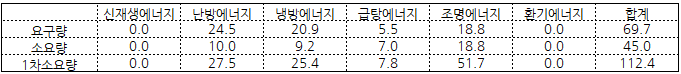 신재생에너지 난방에너지 냉방에너지 급탕에너지 조명에너지 환기에너지 합계
요구량 0.0 24.5 20.9 5.5 18.8 0.0 69.7
소요량 0.0 10.0 9.2 7.0 18.8 0.0 45.0
1차소요량 0.0 27.5 25.4 7.8 51.7 0.0 112.4